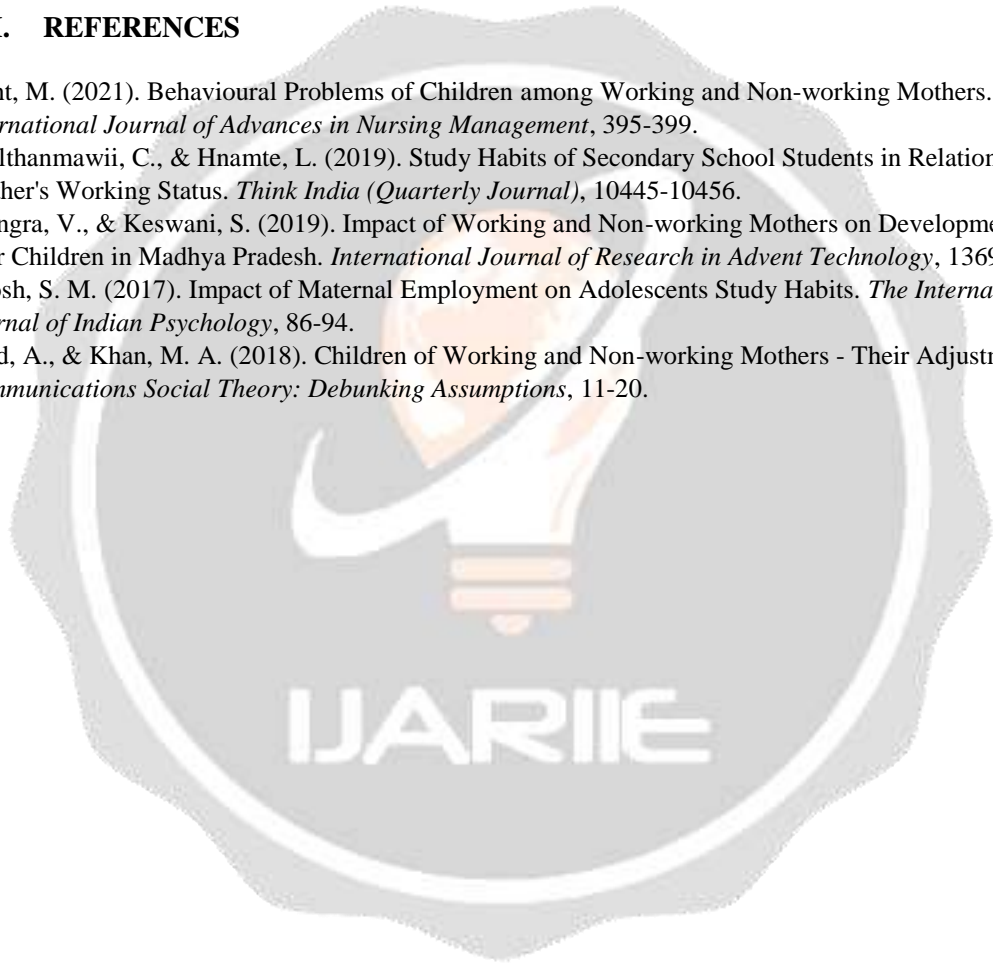 I. REFERENCES
nt, M. (2021). Behavioural Problems of Children among Working and Non-working Mothers.
rnational Journal of Advances in Nursing Management, 395-399.
lthanmawii, C., & Hnamte, L. (2019). Study Habits of Secondary School Students in Relation
ther's Working Status. Think India (Quarterly Journal), 10445-10456.
ngra, V., & Keswani, S. (2019). Impact of Working and Non-working Mothers on Developme
r Children in Madhya Pradesh. International Journal of Research in Advent Technology, 1369
osh, S. M. (2017). Impact of Maternal Employment on Adolescents Study Habits. The Interna
rnal of Indian Psychology, 86-94.
d, A., & Khan, M. A. (2018). Children of Working and Non-working Mothers - Their Adjustm
mmunications Social Theory: Debunking Assumptions, 11-20.
IJARIIE